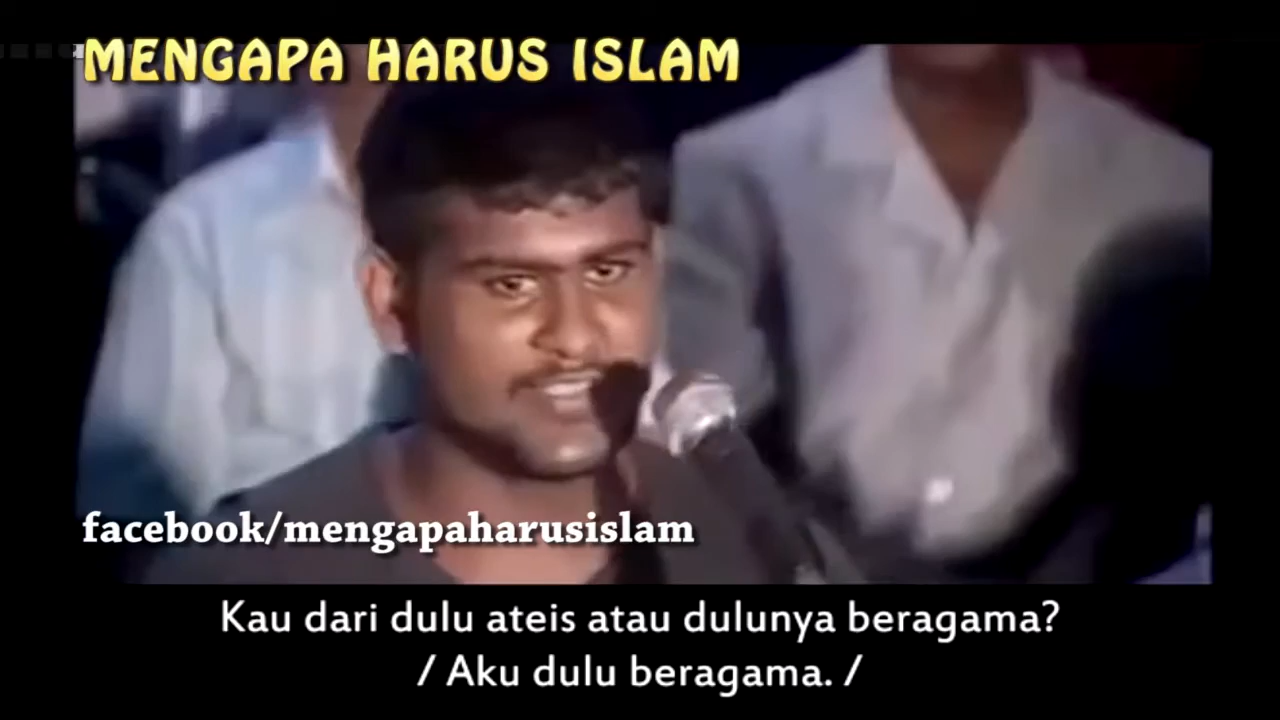 MENGAPA HARUS ISLAM
facebook/mengapaharusislam
Kau dari dulu ateis atau dulunya beragama?
/ Aku dulu beragama. /